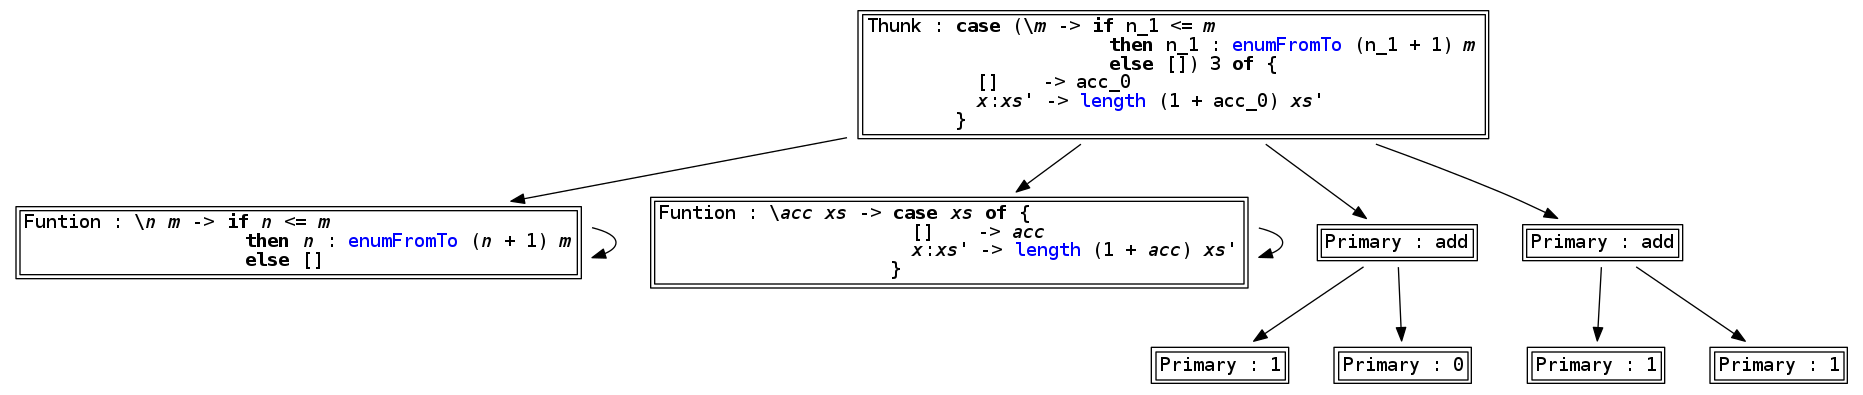 Thunk : case (\m -> if n_1 <= m
then n_1 : enumFromTo (n_1 + 1) m
else []) 3 of {
[]    -> acc_0
x:xs' -> length (1 + acc_0) xs'
}
Funtion : \n m -> if n <= m
then n : enumFromTo (n + 1) m
else []
Funtion : \acc xs -> case xs of {
[]    -> acc
x:xs' -> length (1 + acc) xs'
}
Primary : add
Primary : add
Primary : 1
Primary : 0
Primary : 1
Primary : 1